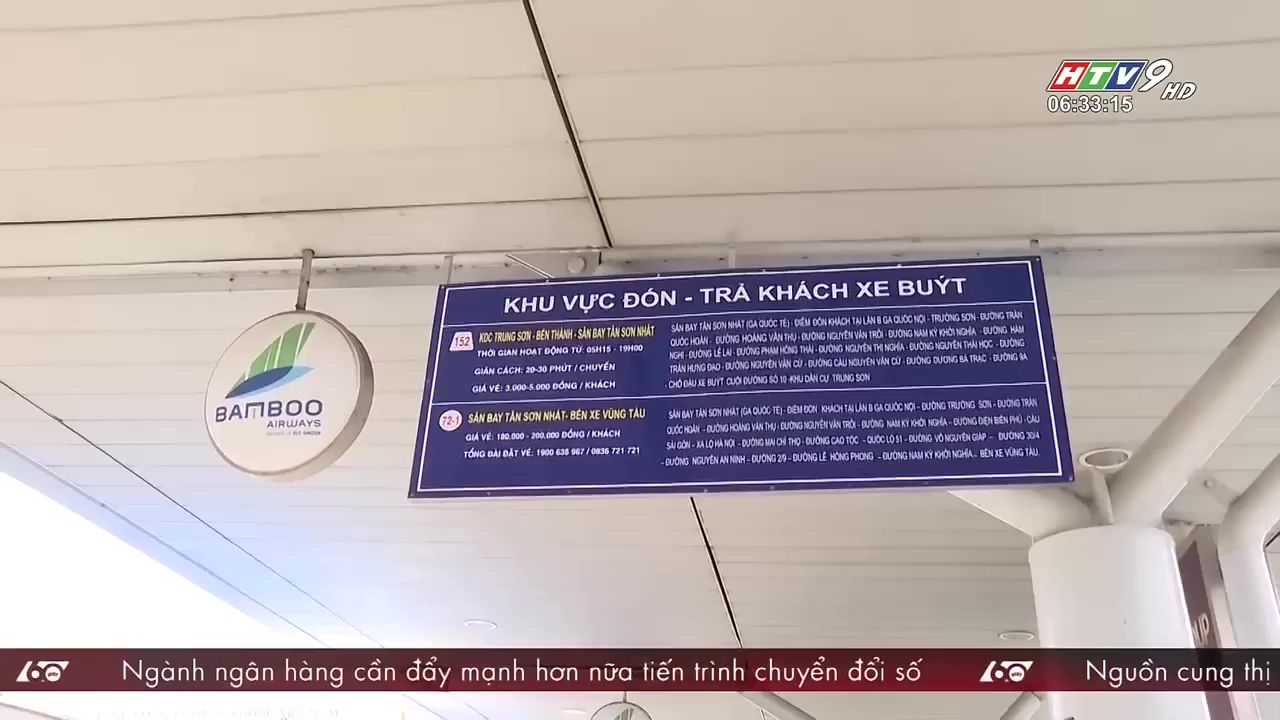 HTV9 HD
06:33:15
KHU VỰC ĐÓN - TRẢ KHÁCH XE BUÝT
152 KDC TRUNG SƠN - BẾN THÀNH - SÂN BAY TÂN SƠN NHẤT
THỜI GIAN HOẠT ĐỘNG TỪ: 05H15 - 19H00
GIÃN CÁCH: 20-30 PHÚT / CHUYẾN
GIÁ VÉ: 3.000-5.000 ĐỒNG / KHÁCH
SÂN BAY TÂN SƠN NHẤT (GA QUỐC TẾ) - ĐIỂM ĐÓN KHÁCH TẠI LÀN B GA QUỐC NỘI - TRƯỜNG SƠN - ĐƯỜNG TRẦN
QUỐC HOÀN - ĐƯỜNG HOÀNG VĂN THỤ - ĐƯỜNG NGUYỄN VĂN TRỖI - ĐƯỜNG NAM KỲ KHỞI NGHĨA - ĐƯỜNG HÀM
NGHI - ĐƯỜNG LÊ LAI - ĐƯỜNG PHẠM HỒNG THÁI - ĐƯỜNG NGUYỄN THỊ NGHĨA - ĐƯỜNG NGUYỄN THÁI HỌC - ĐƯỜNG
TRẦN HƯNG ĐẠO - ĐƯỜNG NGUYỄN VĂN CỪ - ĐƯỜNG CẦU NGUYỄN VĂN CỪ - ĐƯỜNG DƯƠNG BÁ TRẠC - ĐƯỜNG 9A
- CHỖ ĐẬU XE BUÝT CUỐI ĐƯỜNG SỐ 10 -KHU DÂN CƯ TRUNG SƠN
72-1 SÂN BAY TÂN SƠN NHẤT- BẾN XE VŨNG TÀU
GIÁ VÉ: 180.000 - 200.000 ĐỒNG / KHÁCH
TỔNG ĐÀI ĐẶT VÉ: 1900 636 967 / 0836 721 721
SÂN BAY TÂN SƠN NHẤT (GA QUỐC TẾ) - ĐIỂM ĐÓN KHÁCH TẠI LÀN B GA QUỐC NỘI – ĐƯỜNG TRƯỜNG SƠN - ĐƯỜNG TRẦN
QUỐC HOÀN - ĐƯỜNG HOÀNG VĂN THỤ - ĐƯỜNG NGUYỄN VĂN TRỖI - ĐƯỜNG NAM KỲ KHỞI NGHĨA – ĐƯỜNG ĐIỆN BIÊN PHỦ - CẦU
SÀI GÒN – XA LỘ HÀ NỘI – ĐƯỜNG MAI CHÍ THỌ - ĐƯỜNG CAO TỐC – QUỐC LỘ 51 – ĐƯỜNG VÕ NGUYÊN GIÁP – ĐƯỜNG 30/4
- ĐƯỜNG NGUYỄN AN NINH – ĐƯỜNG 2/9 – ĐƯỜNG LÊ HỒNG PHONG – ĐƯỜNG NAM KỲ KHỞI NGHĨA – BẾN XE VŨNG TÀU.
BAMBOO
AIRWAYS
60 giây Ngành ngân hàng cần đẩy mạnh hơn nữa tiến trình chuyển đổi số 60 giây Nguồn cung thị